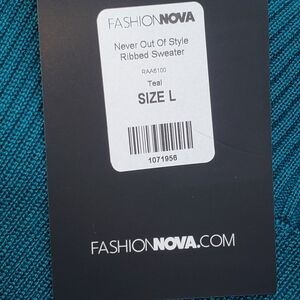 FASHIONNOVA
Never Out Of Style
Ribbed Sweater
RAA6100
Teal
SIZE L
1071956
FASHIONNOVA.COM